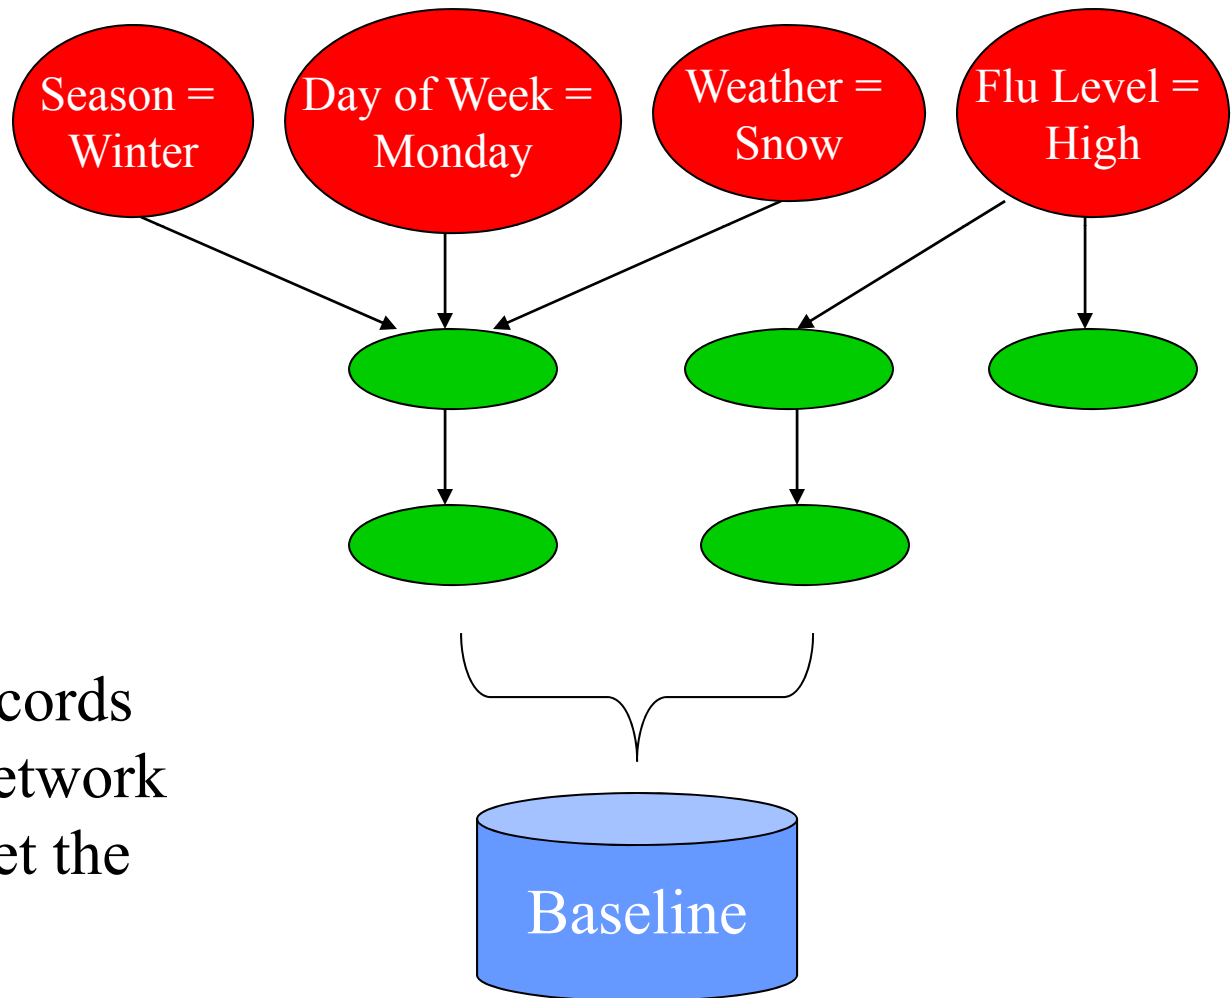 Season =
Winter
Day of Week =
Monday
Weather =
Snow
Flu Level =
High
cords
etwork
et the
Baseline